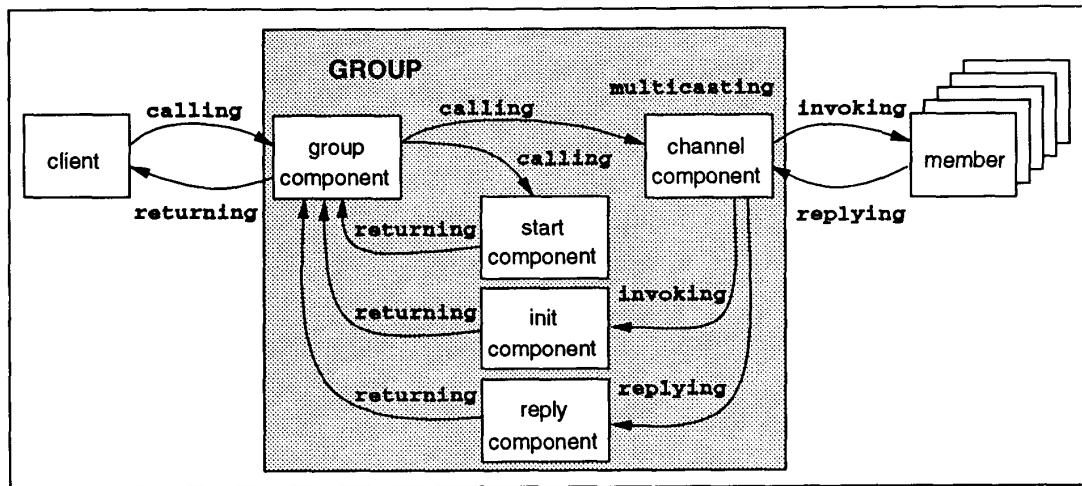 GROUP
multicasting
calling
calling
invoking
client
group
component
calling
channel
component
member
returning
returning
start
component
replying
returning
init
component
invoking
returning
reply
component
replying